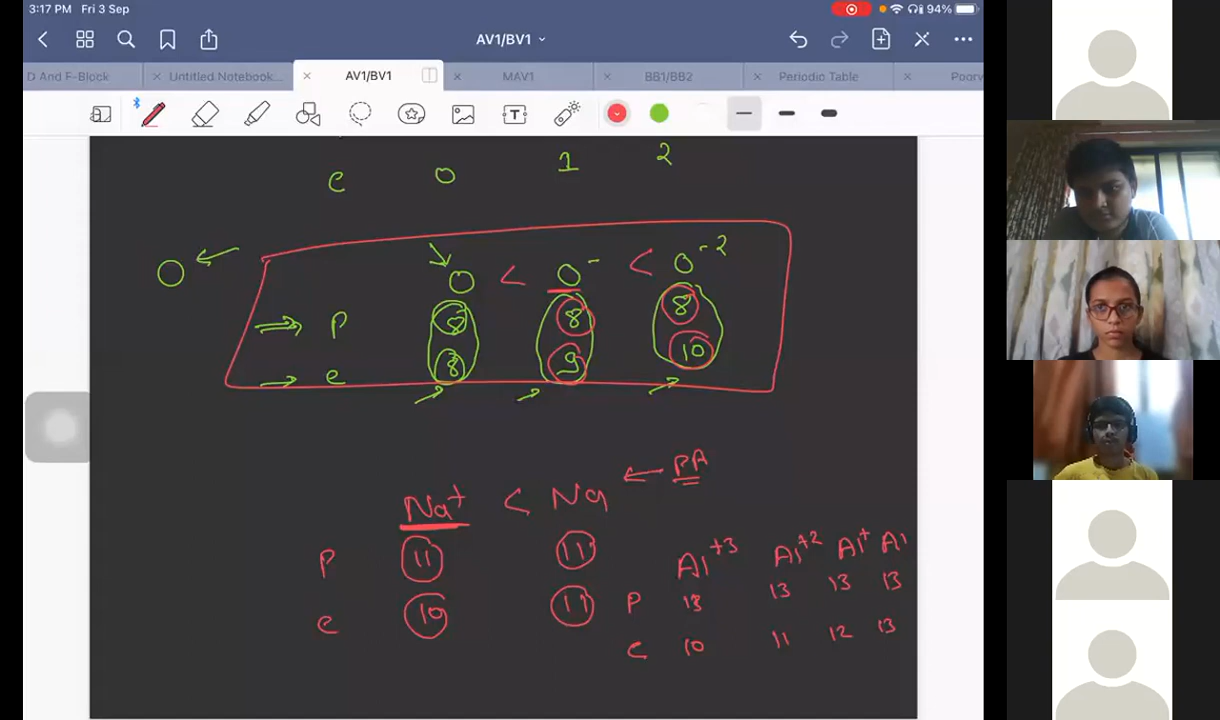 3:17 PM Fri 3 Sep
94%
AV1/BV1
D And F-Block
Untitled Notebook...
AV1/BV1
MAV1
BB1/BB2
Periodic Table
Poorv
e 0 1 2
O O < O- < O-2
p 8 8 8
e 8 9 10
Na+ < Na ← PA
p 11 11
e 10 11
Al+3 Al+2 Al+ Al
p 13 13 13 13
e 10 11 12 13